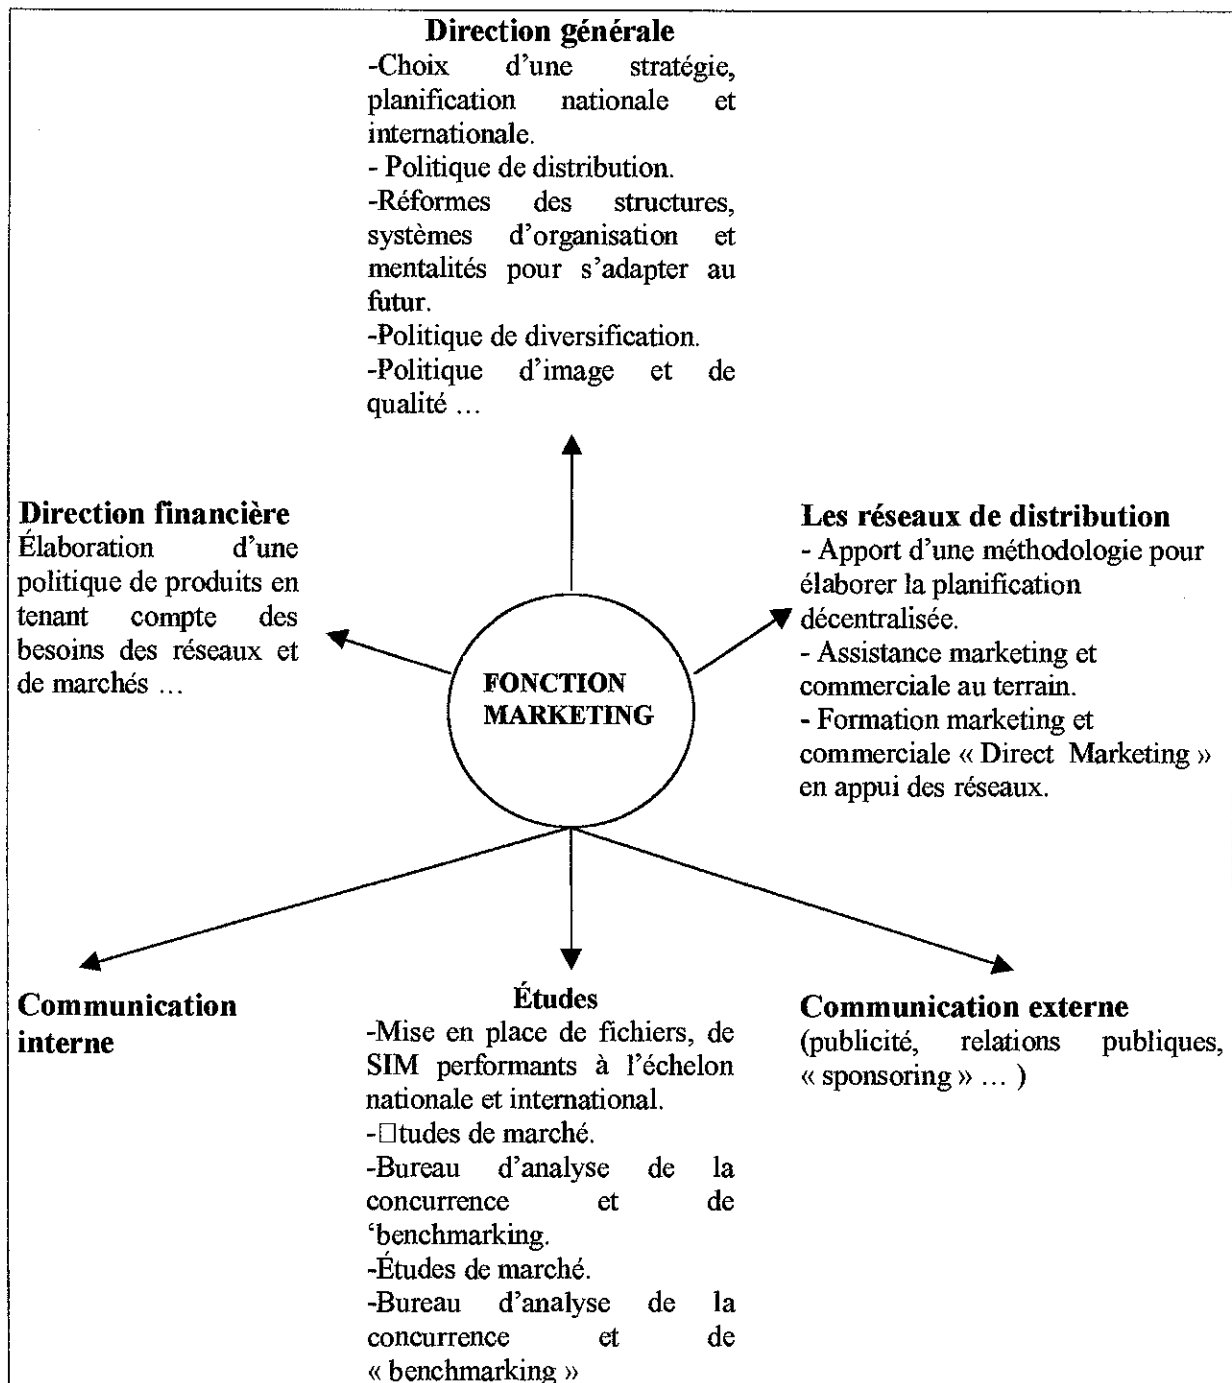 Direction générale
-Choix d'une stratégie,
planification nationale et
internationale.
- Politique de distribution.
-Réformes des structures,
systèmes d'organisation et
mentalités pour s'adapter au
futur.
-Politique de diversification.
-Politique d'image et de
qualité …
Direction financière
Élaboration d'une
politique de produits en
tenant compte des
besoins des réseaux et
de marchés …
Les réseaux de distribution
- Apport d'une méthodologie pour
élaborer la planification
décentralisée.
- Assistance marketing et
commerciale au terrain.
- Formation marketing et
commerciale « Direct Marketing »
en appui des réseaux.
FONCTION
MARKETING
Communication
interne
Études
-Mise en place de fichiers, de
SIM performants à l'échelon
nationale et international.
-□tudes de marché.
-Bureau d'analyse de la
concurrence et de
‘benchmarking.
-Études de marché.
-Bureau d'analyse de la
concurrence et de
« benchmarking »
Communication externe
(publicité, relations publiques,
« sponsoring » … )